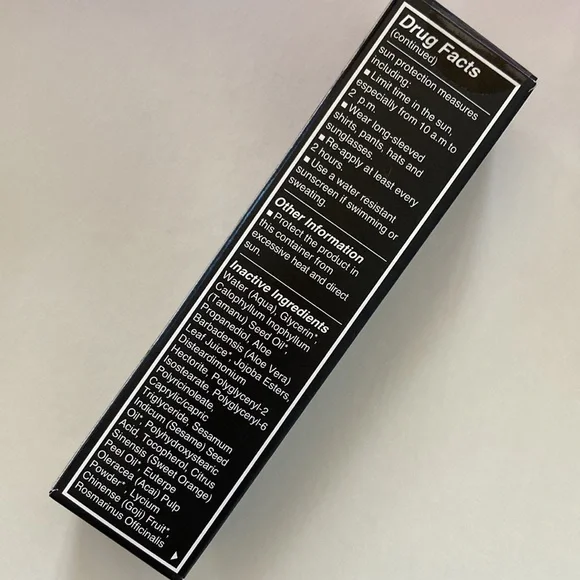 Drug Facts
(continued)
sun protection measures
including:
■ Limit time in the sun,
especially from 10 a.m to
2 p.m.
■ Wear long-sleeved
shirts, pants, hats and
sunglasses.
■ Re-apply at least every
2 hours.
■ Use a water resistant
sunscreen if swimming or
sweating.
Other Information
■ Protect the product in
this container from
excessive heat and direct
sun.
Inactive Ingredients
Water (Aqua), Glycerin*,
Calophyllum Inophyllum
(Tamanu) Seed Oil*,
Propanediol, Aloe
Barbadensis (Aloe Vera)
Leaf Juice*, Jojoba Esters,
Disteardimonium
Hectorite, Polyglyceryl-2
Isostearate, Polyglyceryl-6
Polyricinoleate,
Caprylic/capric
Triglyceride, Sesamum
Indicum (Sesame) Seed
Oil*, Polyhydroxystearic
Acid, Tocopherol, Citrus
Sinensis (Sweet Orange)
Peel Oil*, Euterpe
Oleracea (Acai) Pulp
Powder*, Lycium
Chinense (Goji) Fruit*,
Rosmarinus Officinalis